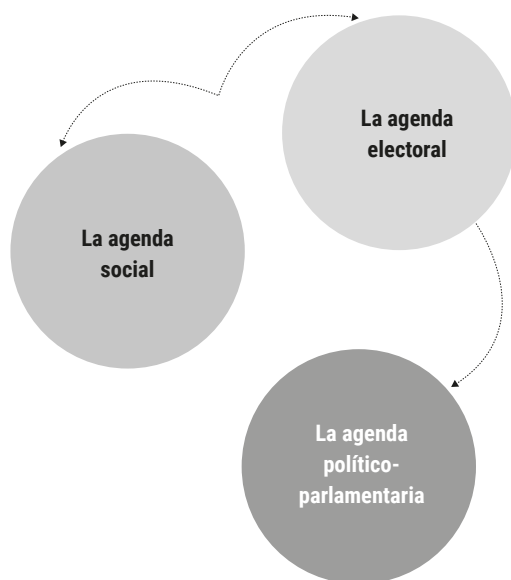 La agenda
electoral
La agenda
social
La agenda
político-
parlamentaria